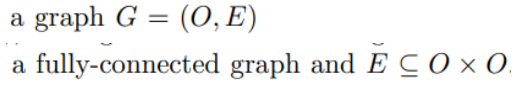 a graph G = (O, E)
a fully-connected graph and E ⊆ O × O.